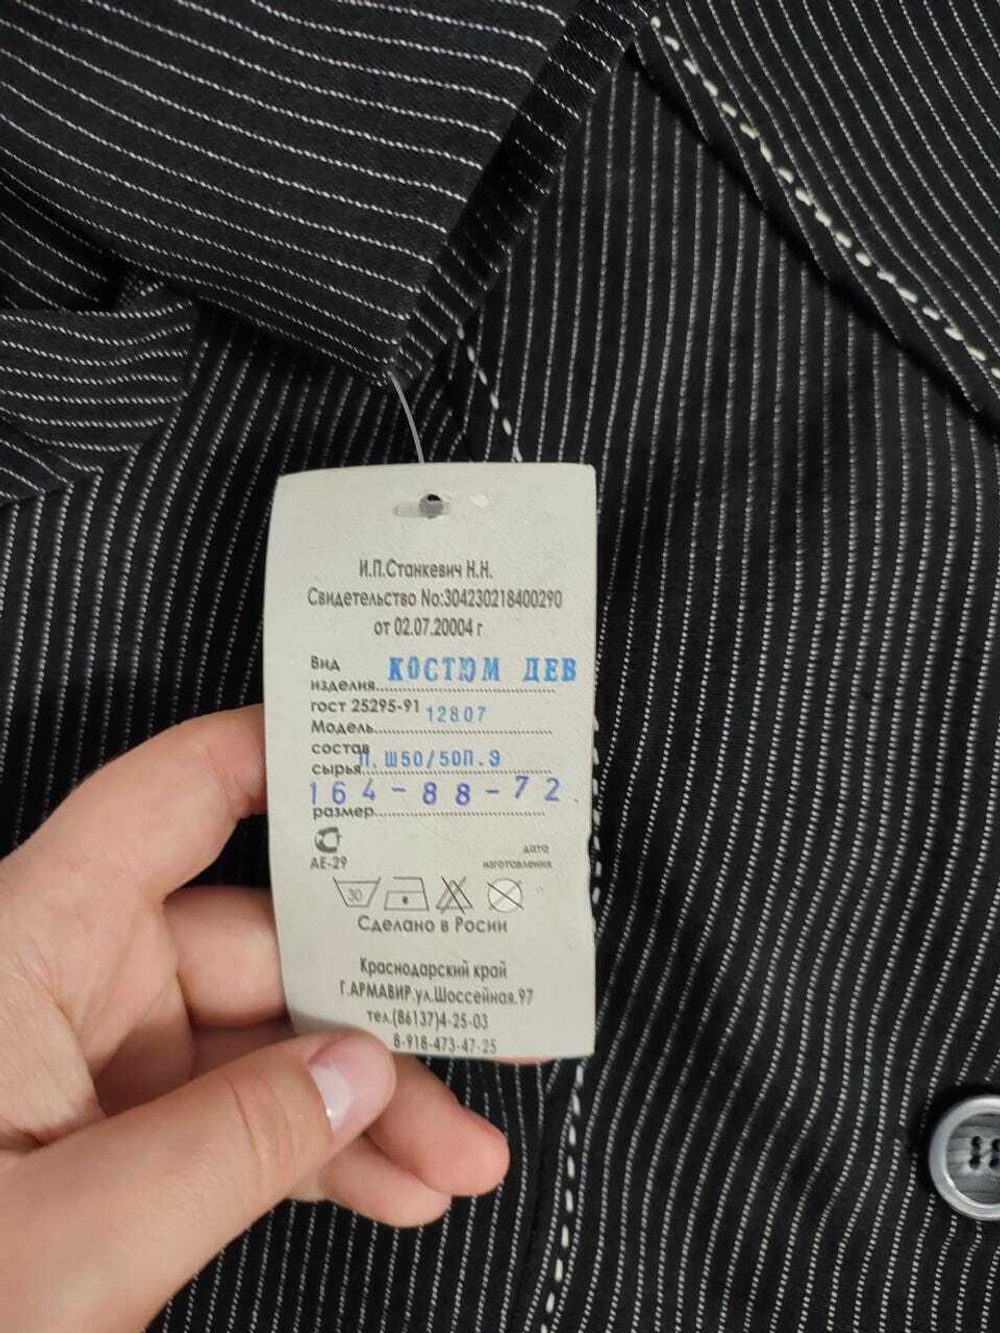 И.П.Станкевич Н.Н.
Свидетельство No:304230218400290
от 02.07.20004 г
Вид КОСТЮМ ДЕВ
изделия
гост 25295-91
Модель 12807
состав
сырья П. Ш50/50П.Э
164-88-72
размер
АЕ-29
дата
изготовления
30
Сделано в Росии
Краснодарский край
Г.АРМАВИР.ул.Шоссейная.97
тел.(86137)4-25-03
8-918-473-47-25